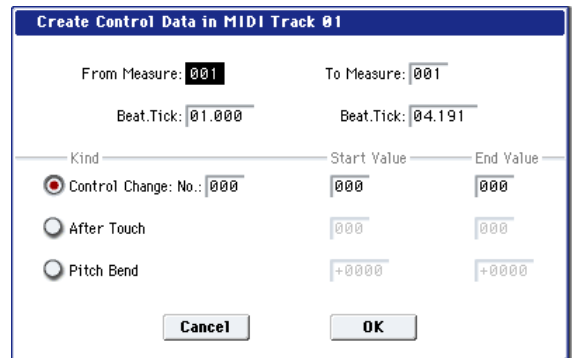 Create Control Data in MIDI Track 01
From Measure: 001 To Measure: 001
Beat.Tick: 01.000 Beat.Tick: 04.191
Kind Start Value End Value
Control Change: No.: 000 000 000
After Touch 000 000
Pitch Bend +0000 +0000
Cancel OK